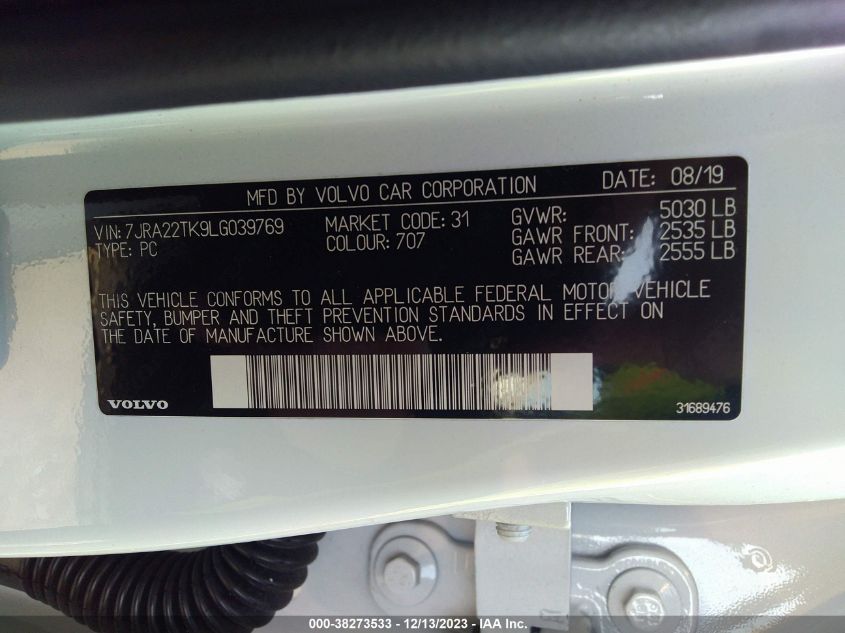 MFD BY VOLVO CAR CORPORATION DATE: 08/19
VIN: 7JRA22TK9LG039769 MARKET CODE: 31 GVWR: 5030 LB
TYPE: PC COLOUR: 707 GAWR FRONT: 2535 LB
GAWR REAR: 2555 LB
THIS VEHICLE CONFORMS TO ALL APPLICABLE FEDERAL MOTOR VEHICLE
SAFETY, BUMPER AND THEFT PREVENTION STANDARDS IN EFFECT ON
THE DATE OF MANUFACTURE SHOWN ABOVE.
VOLVO 31689476
000-38273533 - 12/13/2023 - IAA Inc.